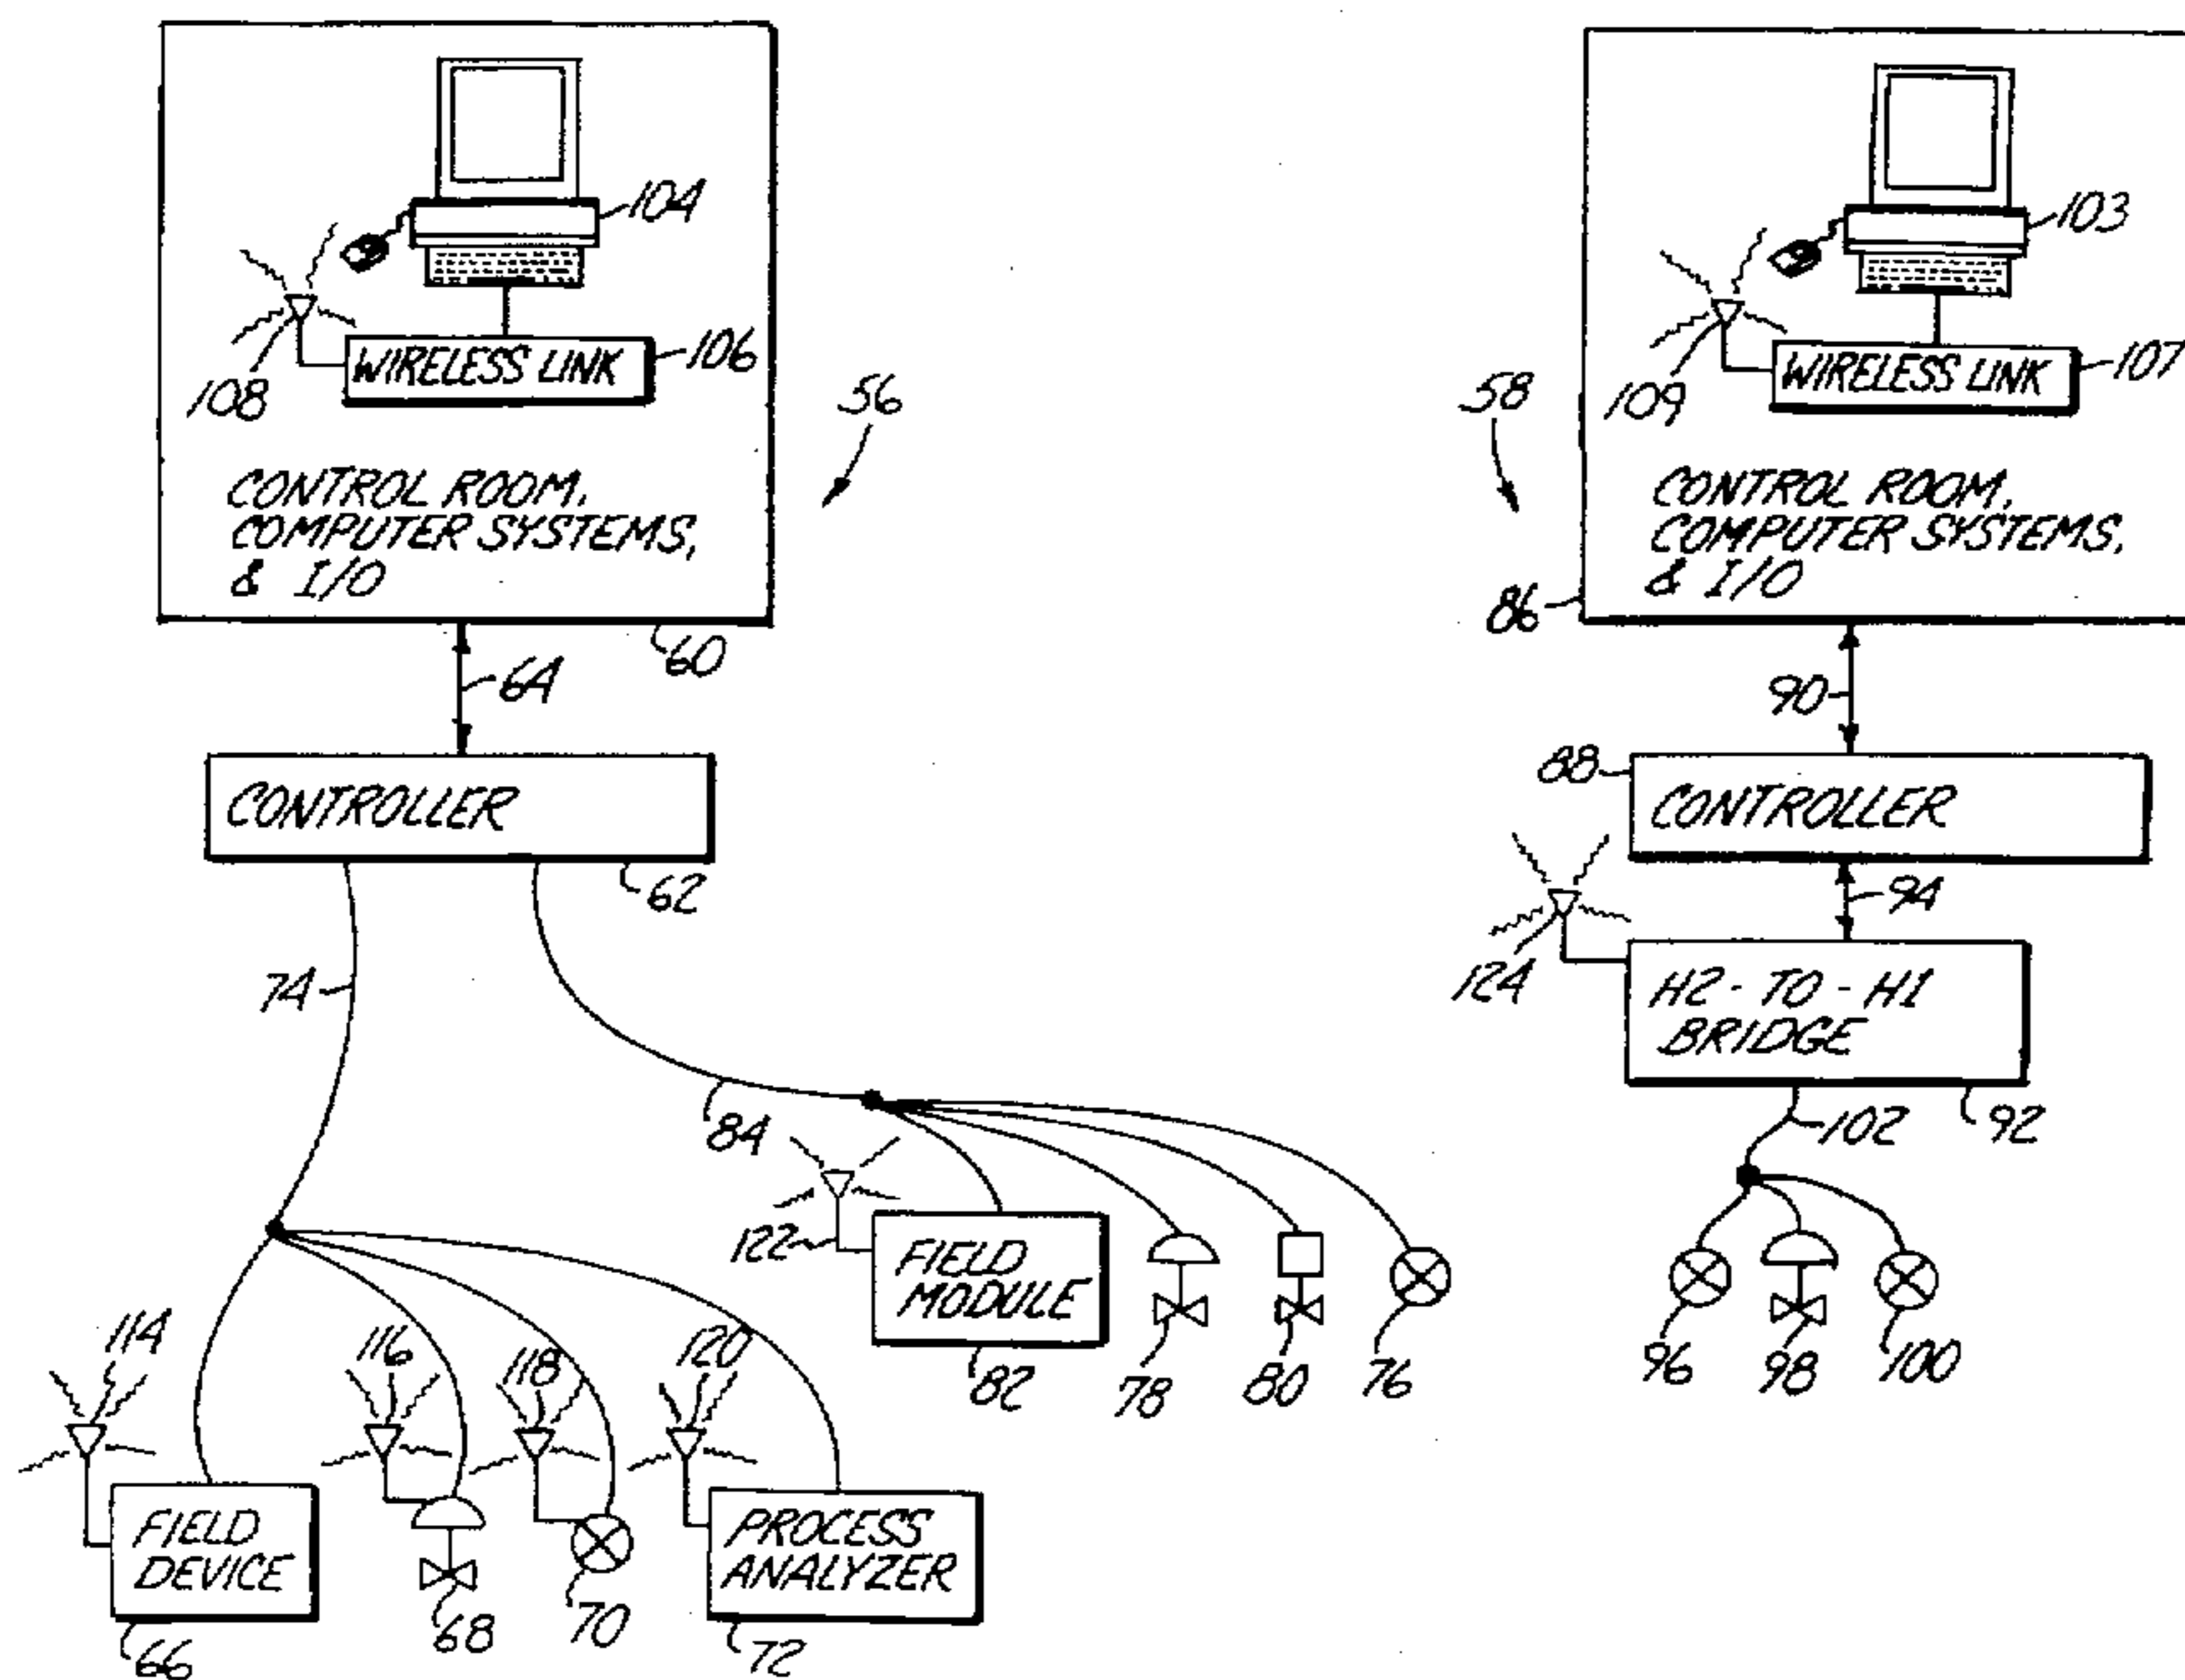 104
103
106
WIRELESS LINK
108
107
WIRELESS LINK
109
56
58
CONTROL ROOM,
COMPUTER SYSTEMS,
& I/O
CONTROL ROOM,
COMPUTER SYSTEMS,
& I/O
86
60
64
90
88
CONTROLLER
CONTROLLER
62
94
74
124
H2-TO-H1
BRIDGE
84
102
92
122
FIELD
MODULE
114
116
118
120
82
78
80
76
96
98
100
FIELD
DEVICE
PROCESS
ANALYZER
66
68
70
72